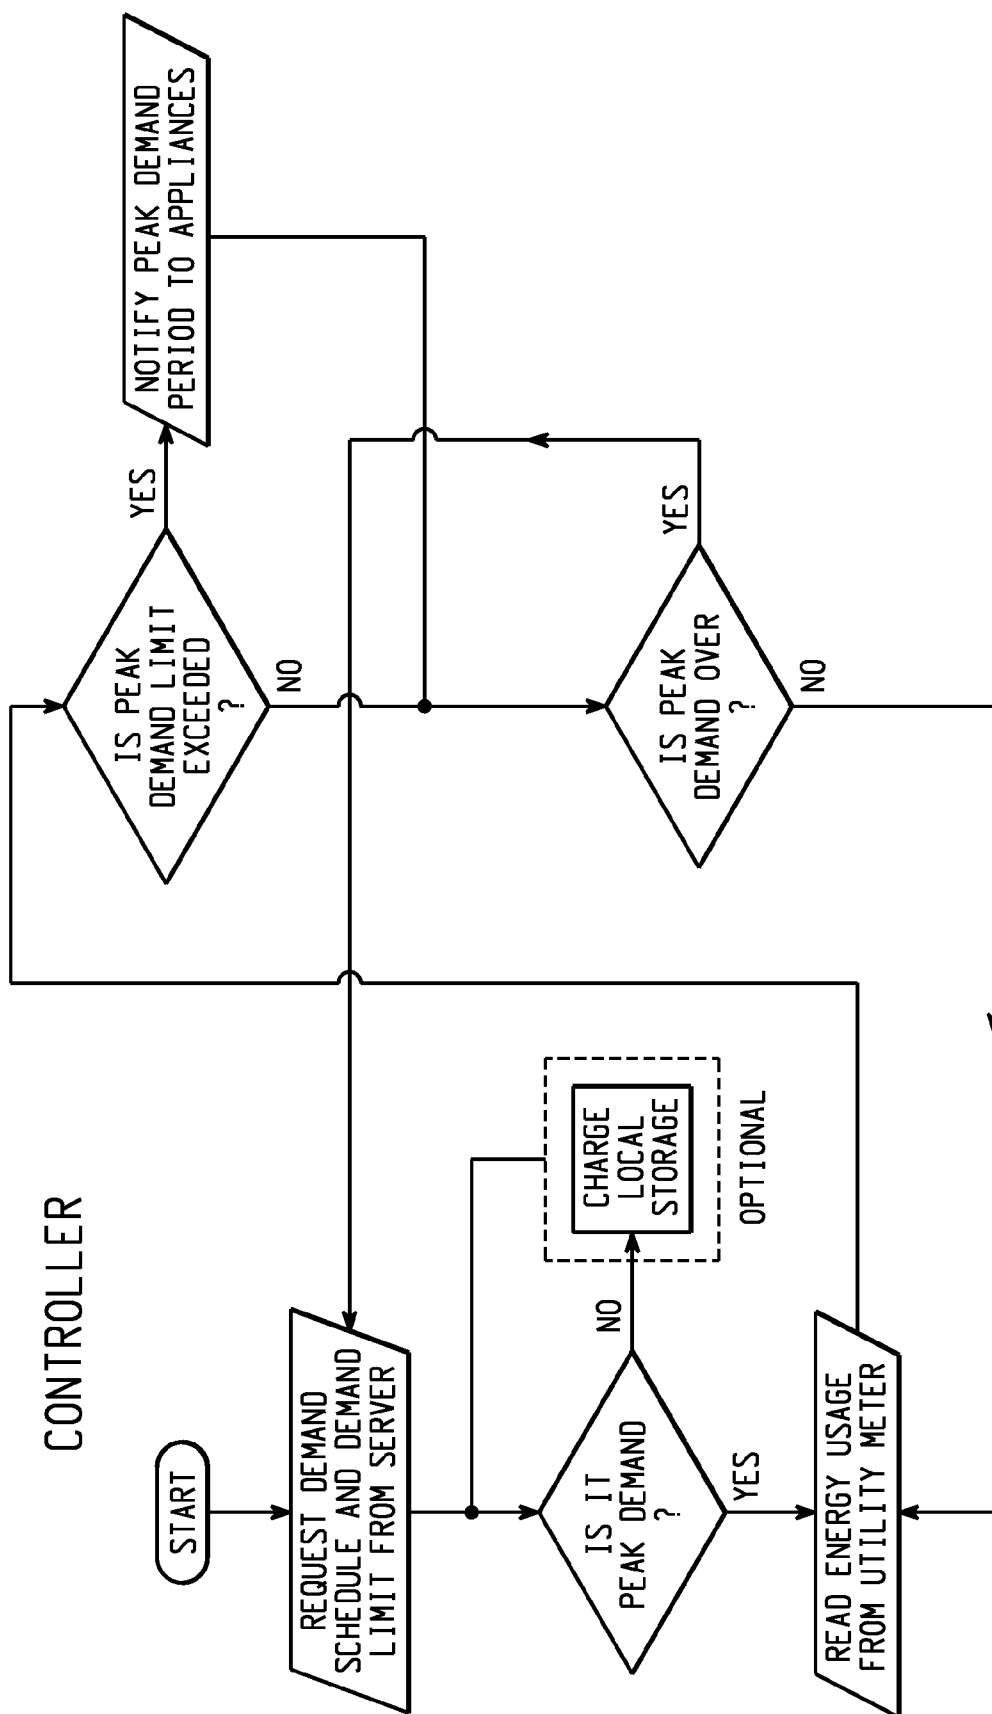 CONTROLLER
START
REQUEST DEMAND
SCHEDULE AND DEMAND
LIMIT FROM SERVER
IS IT
PEAK DEMAND
?
NO
CHARGE
LOCAL
STORAGE
OPTIONAL
YES
READ ENERGY USAGE
FROM UTILITY METER
IS PEAK
DEMAND LIMIT
EXCEEDED
?
YES
NOTIFY PEAK DEMAND
PERIOD TO APPLIANCES
NO
IS PEAK
DEMAND OVER
?
YES
NO